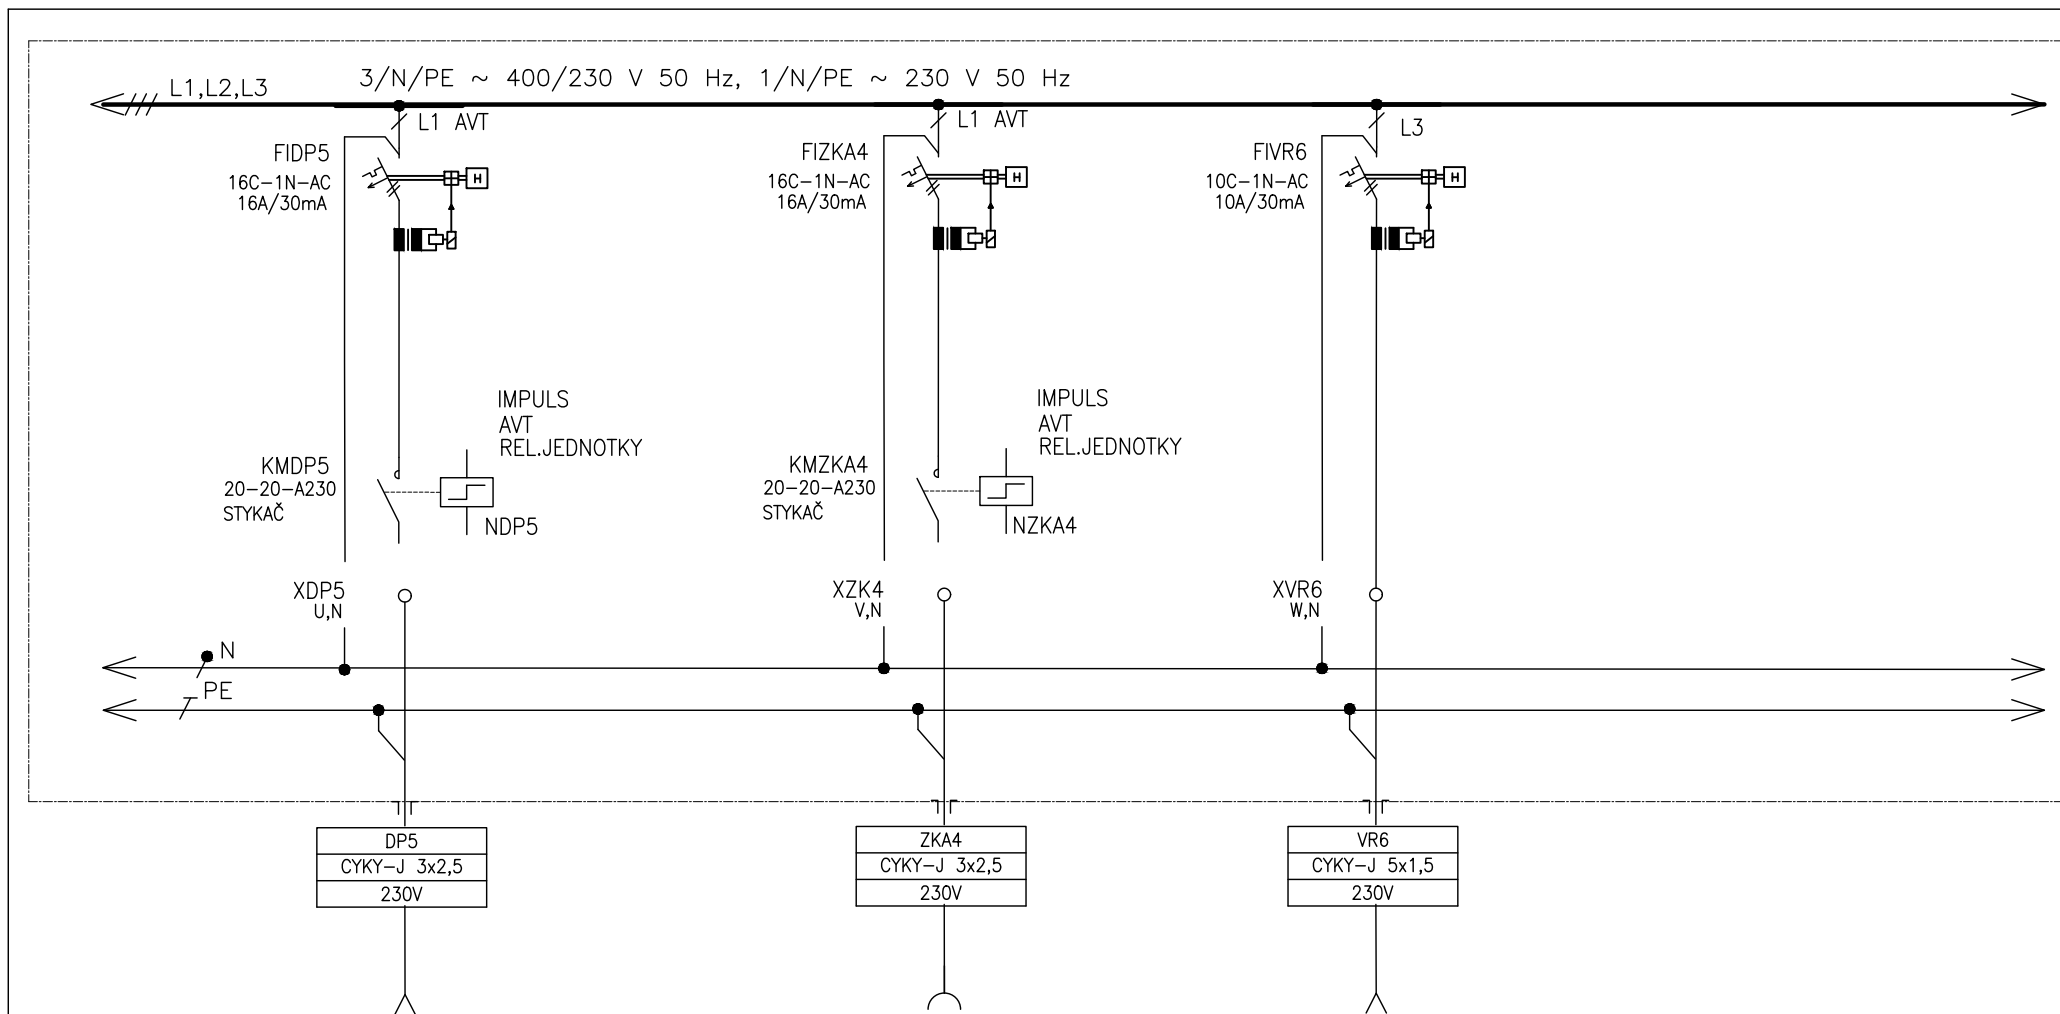 3/N/PE ~ 400/230 V 50 Hz, 1/N/PE ~ 230 V 50 Hz
L1,L2,L3
L1 AVT
FIDP5
16C-1N-AC
16A/30mA
H
L1 AVT
FIZKA4
16C-1N-AC
16A/30mA
H
L3
FIVR6
10C-1N-AC
10A/30mA
H
IMPULS
AVT
REL.JEDNOTKY
KMDP5
20-20-A230
STYKAČ
NDP5
IMPULS
AVT
REL.JEDNOTKY
KMZKA4
20-20-A230
STYKAČ
NZKA4
XDP5
U,N
XZK4
V,N
XVR6
W,N
N
PE
DP5
CYKY-J 3x2,5
230V
ZKA4
CYKY-J 3x2,5
230V
VR6
CYKY-J 5x1,5
230V